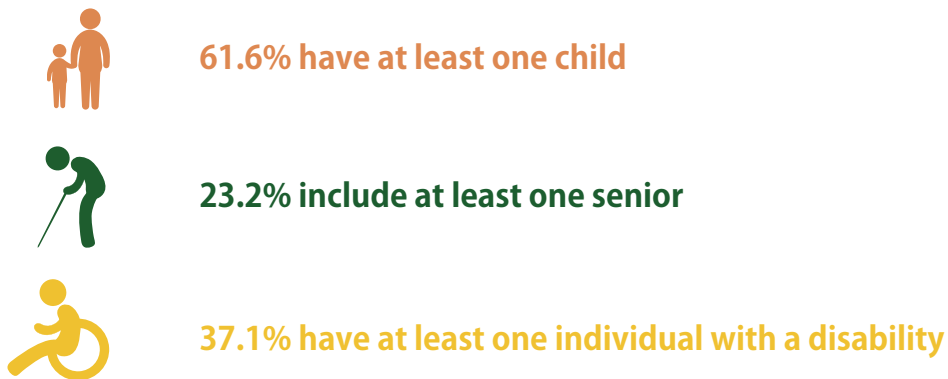 61.6% have at least one child
23.2% include at least one senior
37.1% have at least one individual with a disability